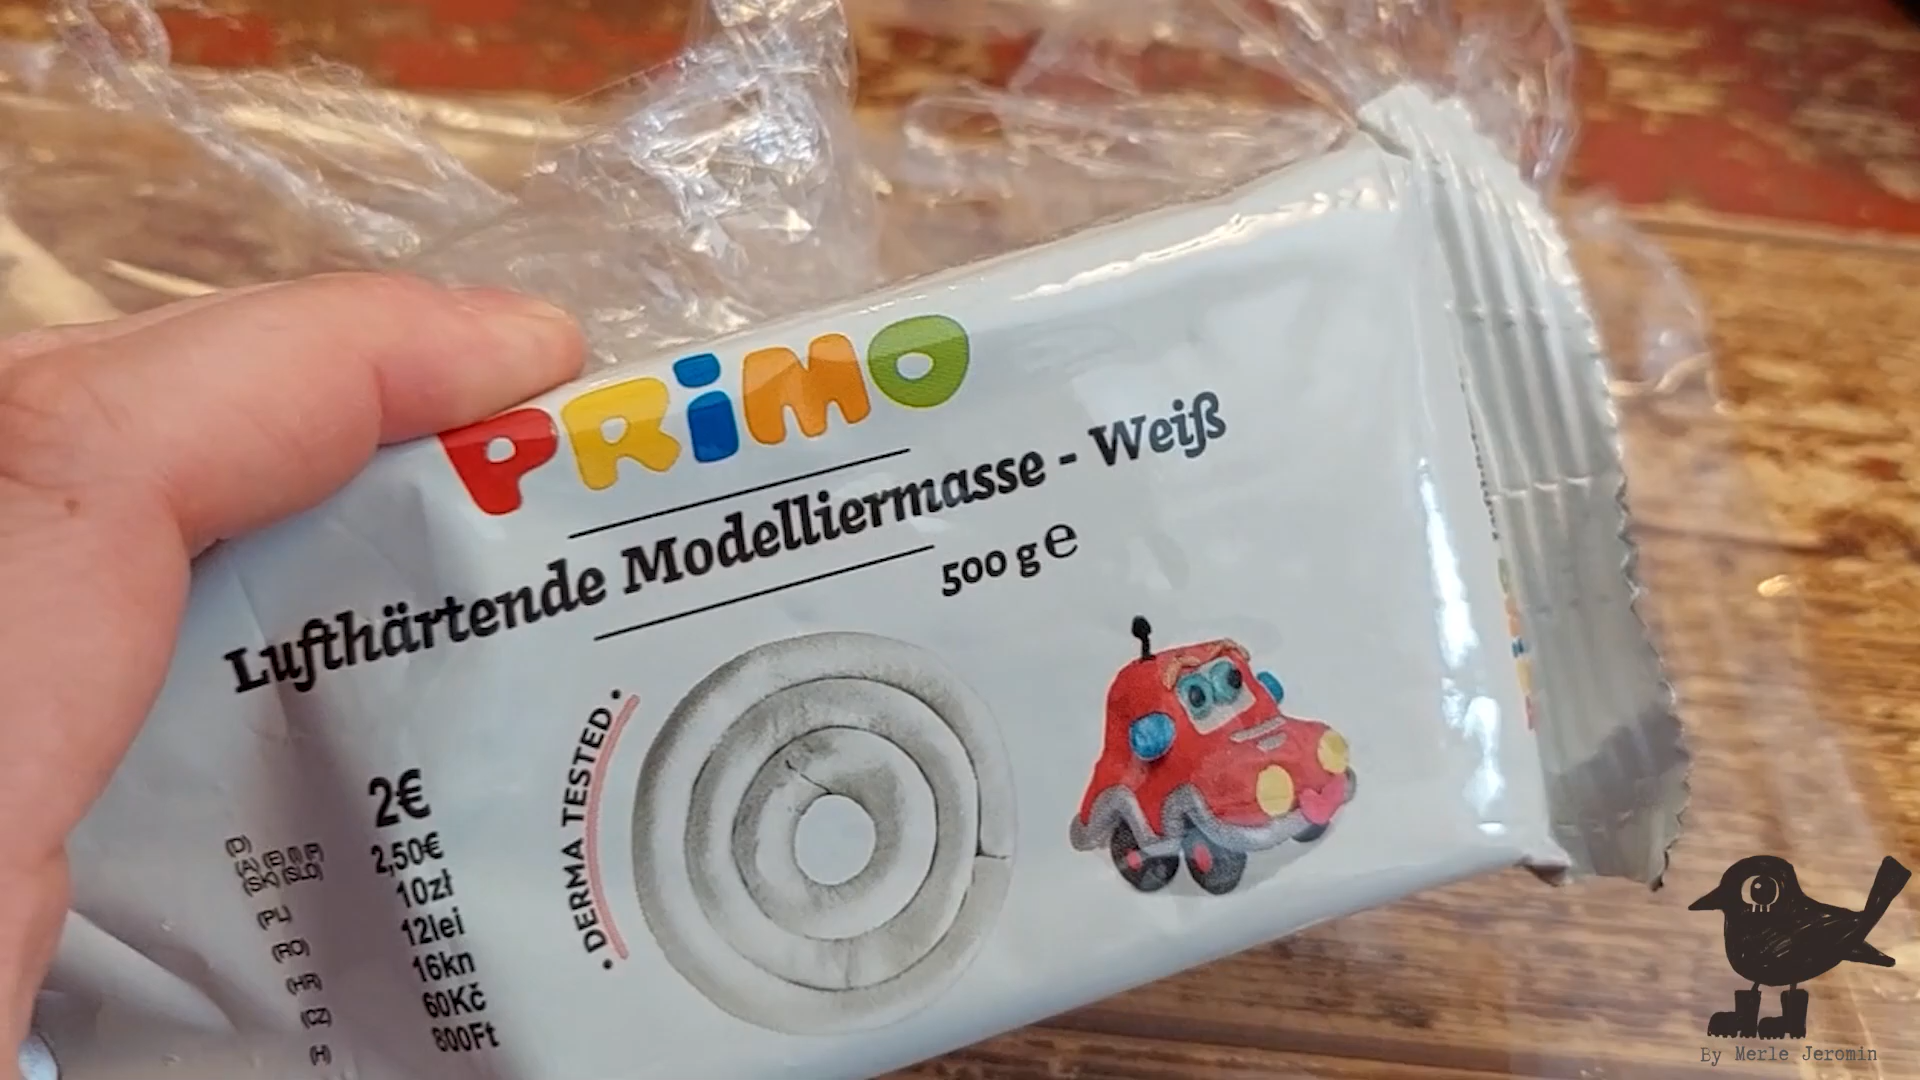 PRiMO
Lufthärtende Modelliermasse - Weiß
500 g e
• DERMA TESTED •
(D) 2€
(A) (E) (I) (P)
(SK) (SLO) 2,50€
(PL) 10zł
(RO) 12lei
(HR) 16kn
(CZ) 60Kč
(H) 800Ft
By Merle Jeromin